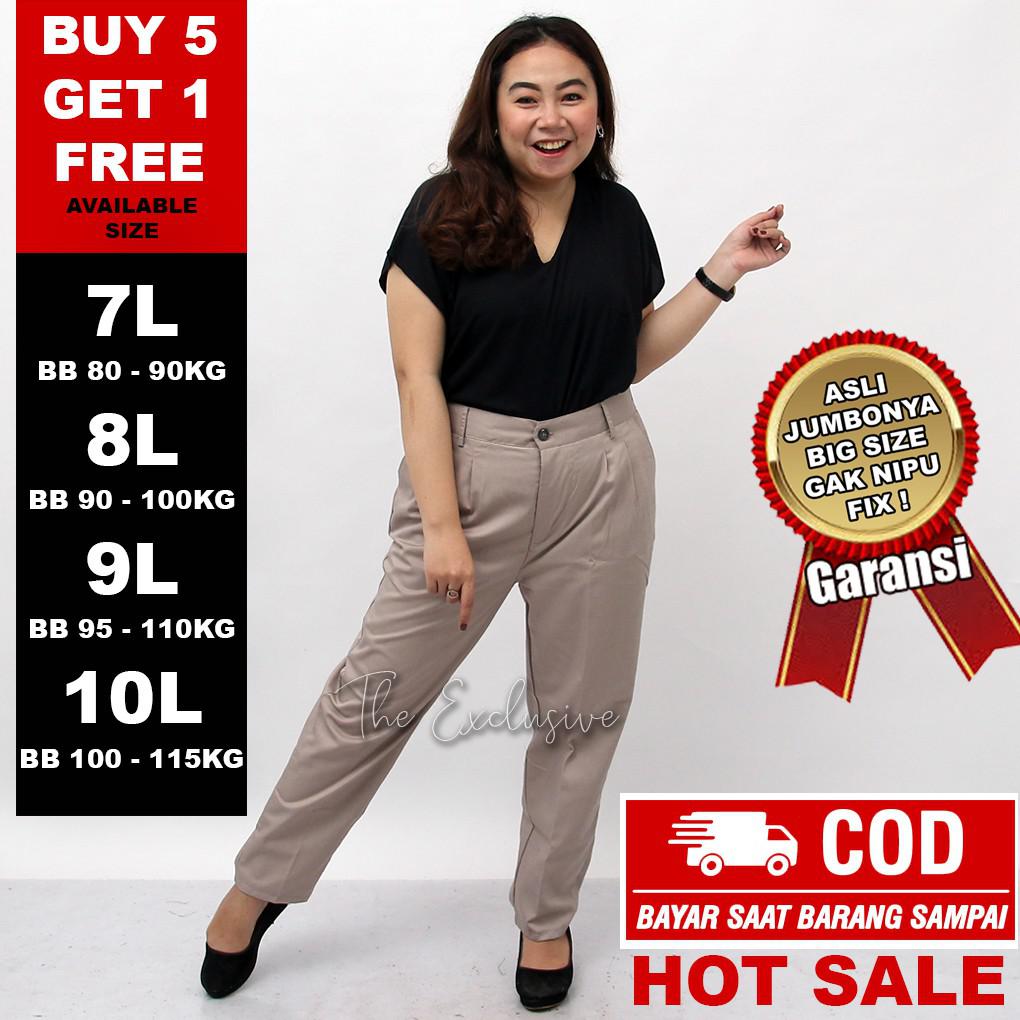 BUY 5
GET 1
FREE
AVAILABLE
SIZE
7L
BB 80 - 90KG
8L
BB 90 - 100KG
9L
BB 95 - 110KG
10L
BB 100 - 115KG
The Exclusive
ASLI
JUMBONYA
BIG SIZE
GAK NIPU
FIX !
Garansi
COD
BAYAR SAAT BARANG SAMPAI
HOT SALE